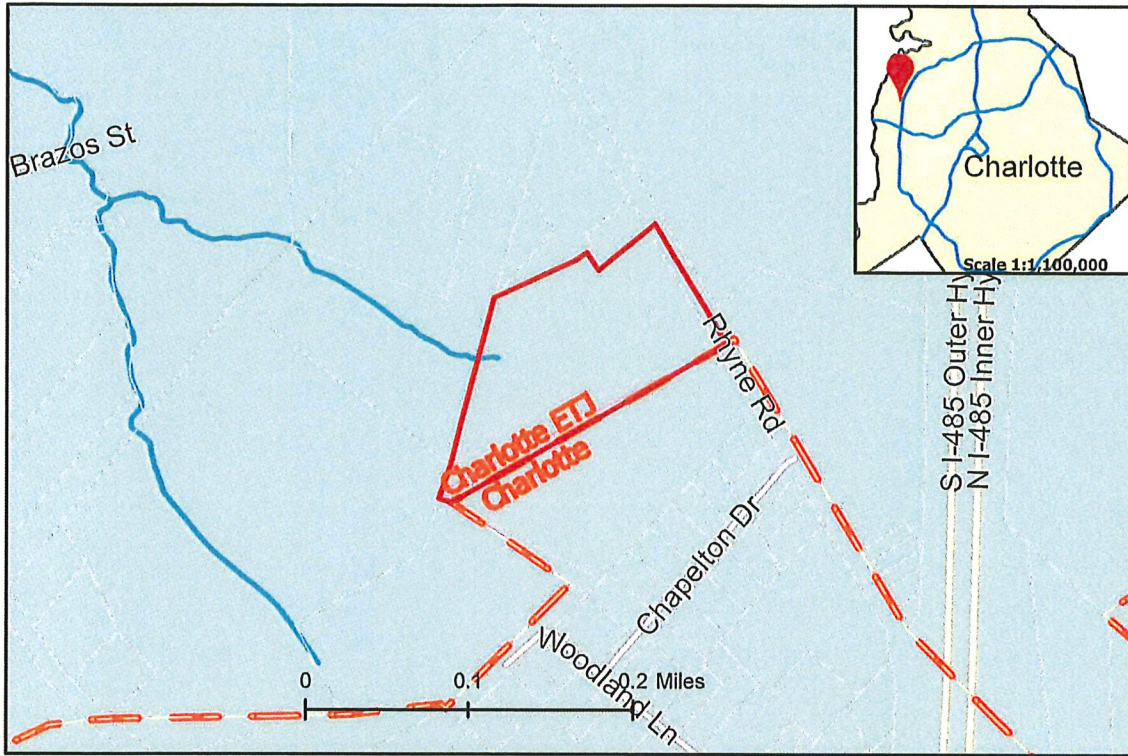 Brazos St
Charlotte
Scale 1:1,100,000
S I-485 Outer Hy
N I-485 Inner Hy
Rhyne Rd
Charlotte ETJ
Charlotte
Chapelton Dr
Woodland Ln
0
0.1
0.2 Miles